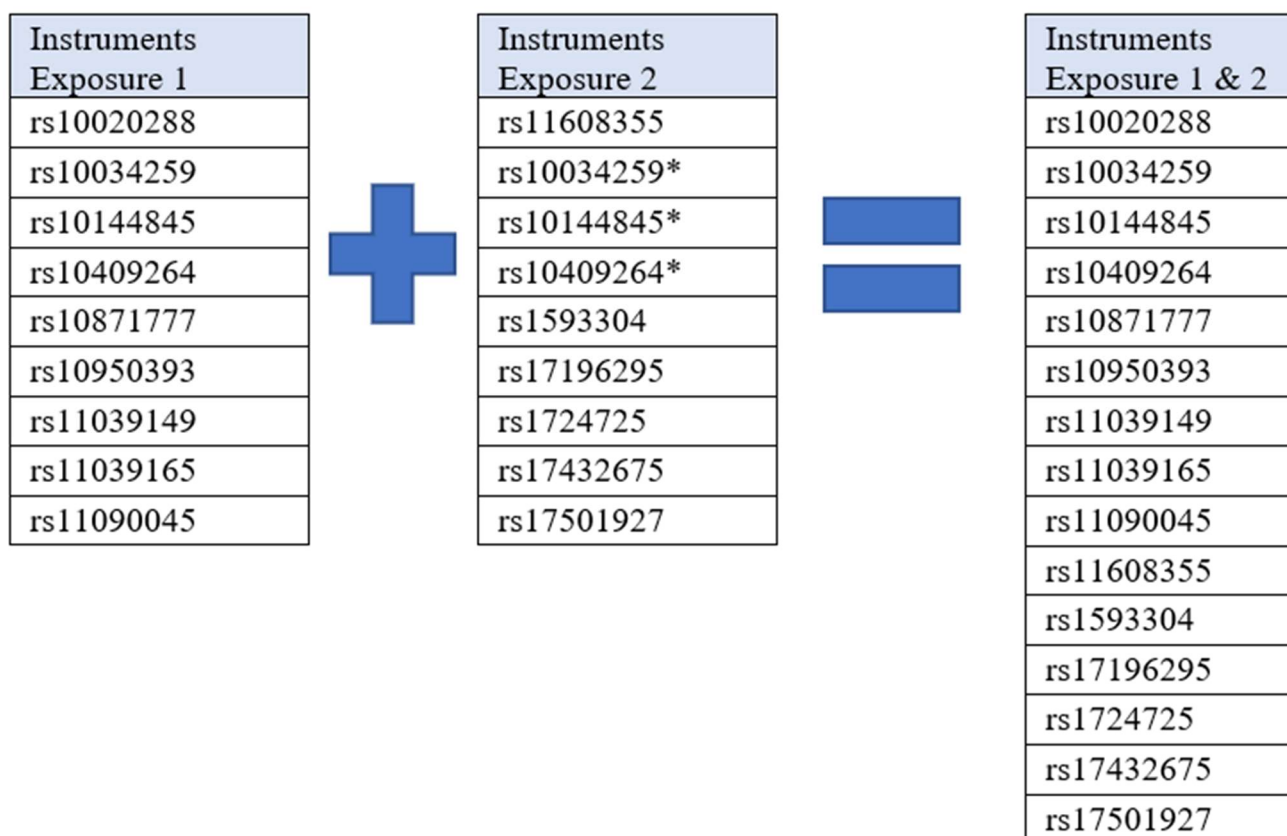 Instruments
Exposure 1
rs10020288
rs10034259
rs10144845
rs10409264
rs10871777
rs10950393
rs11039149
rs11039165
rs11090045
Instruments
Exposure 2
rs11608355
rs10034259*
rs10144845*
rs10409264*
rs1593304
rs17196295
rs1724725
rs17432675
rs17501927
Instruments
Exposure 1 & 2
rs10020288
rs10034259
rs10144845
rs10409264
rs10871777
rs10950393
rs11039149
rs11039165
rs11090045
rs11608355
rs1593304
rs17196295
rs1724725
rs17432675
rs17501927